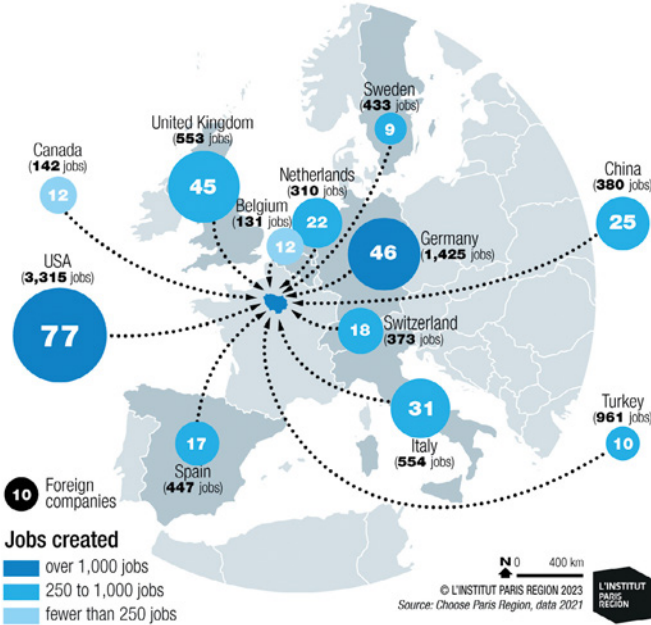 Sweden
(433 jobs)
9
United Kingdom
(553 jobs)
45
Canada
(142 jobs)
12
Netherlands
(310 jobs)
22
Belgium
(131 jobs)
12
China
(380 jobs)
25
USA
(3,315 jobs)
77
46
Germany
(1,425 jobs)
18
Switzerland
(373 jobs)
31
Italy
(554 jobs)
Turkey
(961 jobs)
10
17
Spain
(447 jobs)
10
Foreign
companies
Jobs created
over 1,000 jobs
250 to 1,000 jobs
fewer than 250 jobs
N 0 400 km
© L'INSTITUT PARIS REGION 2023
Source: Choose Paris Region, data 2021
L'INSTITUT
PARIS
REGION